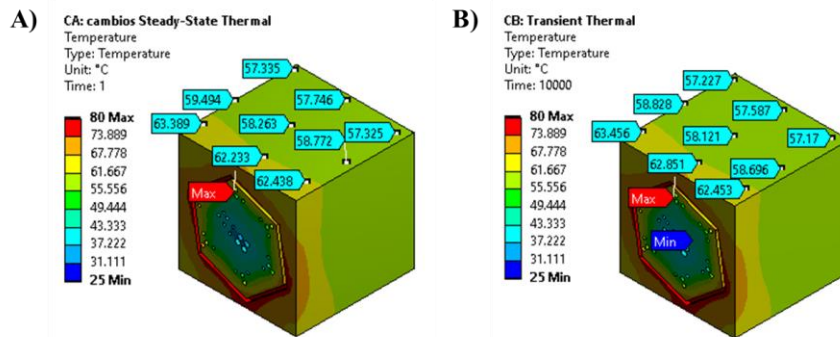 A)
CA: cambios Steady-State Thermal
Temperature
Type: Temperature
Unit: °C
Time: 1
80 Max
73.889
67.778
61.667
55.556
49.444
43.333
37.222
31.111
25 Min
57.335
59.494
57.746
63.389
58.263
57.325
58.772
62.233
62.438
Max
B)
CB: Transient Thermal
Temperature
Type: Temperature
Unit: °C
Time: 10000
80 Max
73.889
67.778
61.667
55.556
49.444
43.333
37.222
31.111
25 Min
57.227
58.828
57.587
63.456
58.121
57.17
62.851
58.696
62.453
Max
Min